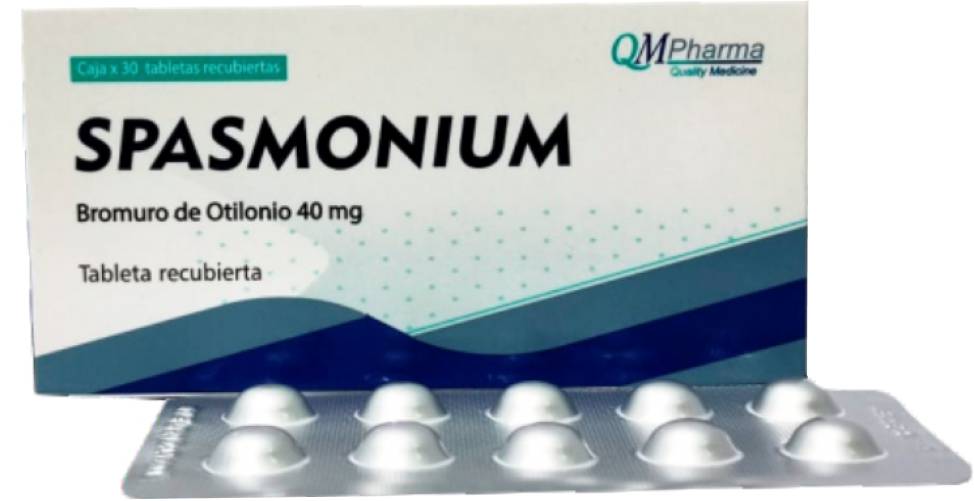 Caja x 30 tabletas recubiertas
QMPharma
Quality Medicine
SPASMONIUM
Bromuro de Otilonio 40 mg
Tableta recubierta